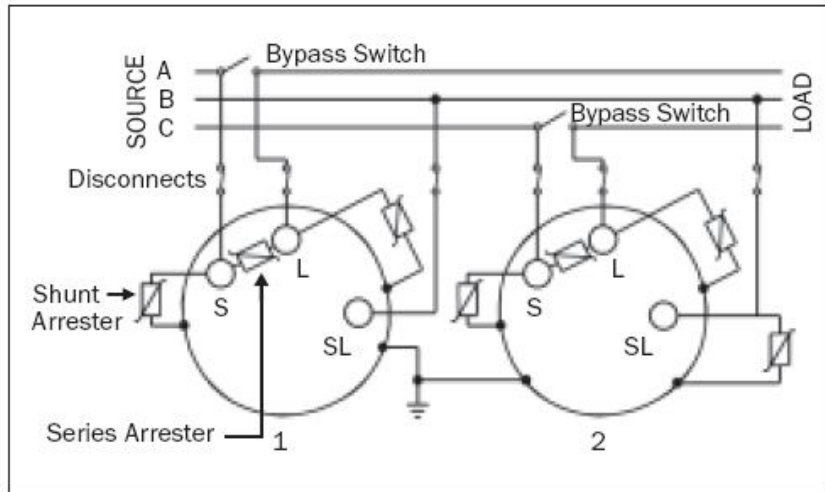 Bypass Switch
SOURCE
A
B
C
Bypass Switch
LOAD
Disconnects
L
S
SL
L
S
SL
Shunt
Arrester
Series Arrester
1
2